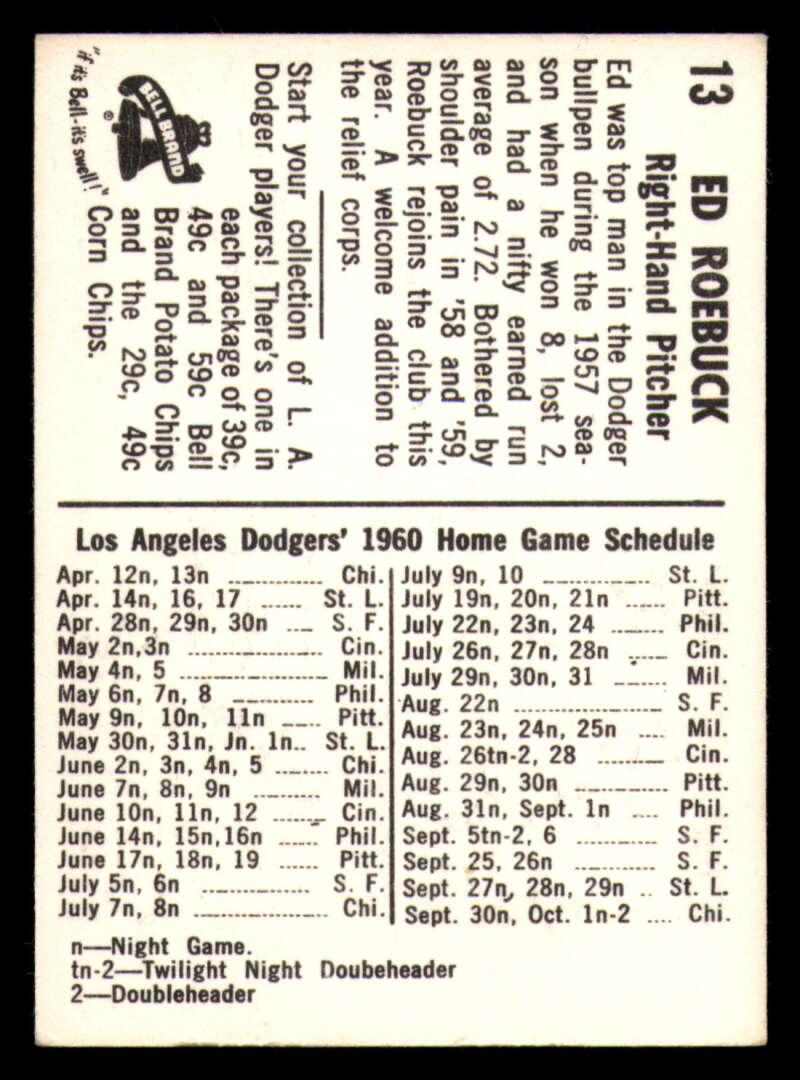 13 ED ROEBUCK
Right-Hand Pitcher
Ed was top man in the Dodger
bullpen during the 1957 sea-
son when he won 8, lost 2,
and had a nifty earned run
average of 2.72. Bothered by
shoulder pain in '58 and '59,
Roebuck rejoins the club this
year. A welcome addition to
the relief corps.
Start your collection of L. A.
Dodger players! There's one in
each package of 39c,
49c and 59c Bell
Brand Potato Chips
and the 29c, 49c
Corn Chips.
BELL BRAND
®
"if it's Bell-it's swell!"
Los Angeles Dodgers' 1960 Home Game Schedule
Apr. 12n, 13n ............ Chi.
Apr. 14n, 16, 17 ...... St. L.
Apr. 28n, 29n, 30n .... S. F.
May 2n,3n .................. Cin.
May 4n, 5 .................. Mil.
May 6n, 7n, 8 ........... Phil.
May 9n, 10n, 11n ..... Pitt.
May 30n, 31n, Jn. 1n.. St. L.
June 2n, 3n, 4n, 5 ....... Chi.
June 7n, 8n, 9n ......... Mil.
June 10n, 11n, 12 ....... Cin.
June 14n, 15n,16n ...... Phil.
June 17n, 18n, 19 ...... Pitt.
July 5n, 6n ............... S. F.
July 7n, 8n ................. Chi.
July 9n, 10 .............. St. L.
July 19n, 20n, 21n ...... Pitt.
July 22n, 23n, 24 ....... Phil.
July 26n, 27n, 28n ...... Cin.
July 29n, 30n, 31 ....... Mil.
Aug. 22n ................... S. F.
Aug. 23n, 24n, 25n .... Mil.
Aug. 26tn-2, 28 ......... Cin.
Aug. 29n, 30n ............ Pitt.
Aug. 31n, Sept. 1n .... Phil.
Sept. 5tn-2, 6 ........... S. F.
Sept. 25, 26n ........... S. F.
Sept. 27n, 28n, 29n .. St. L.
Sept. 30n, Oct. 1n-2 .... Chi.
n—Night Game.
tn-2—Twilight Night Doubeheader
2—Doubleheader